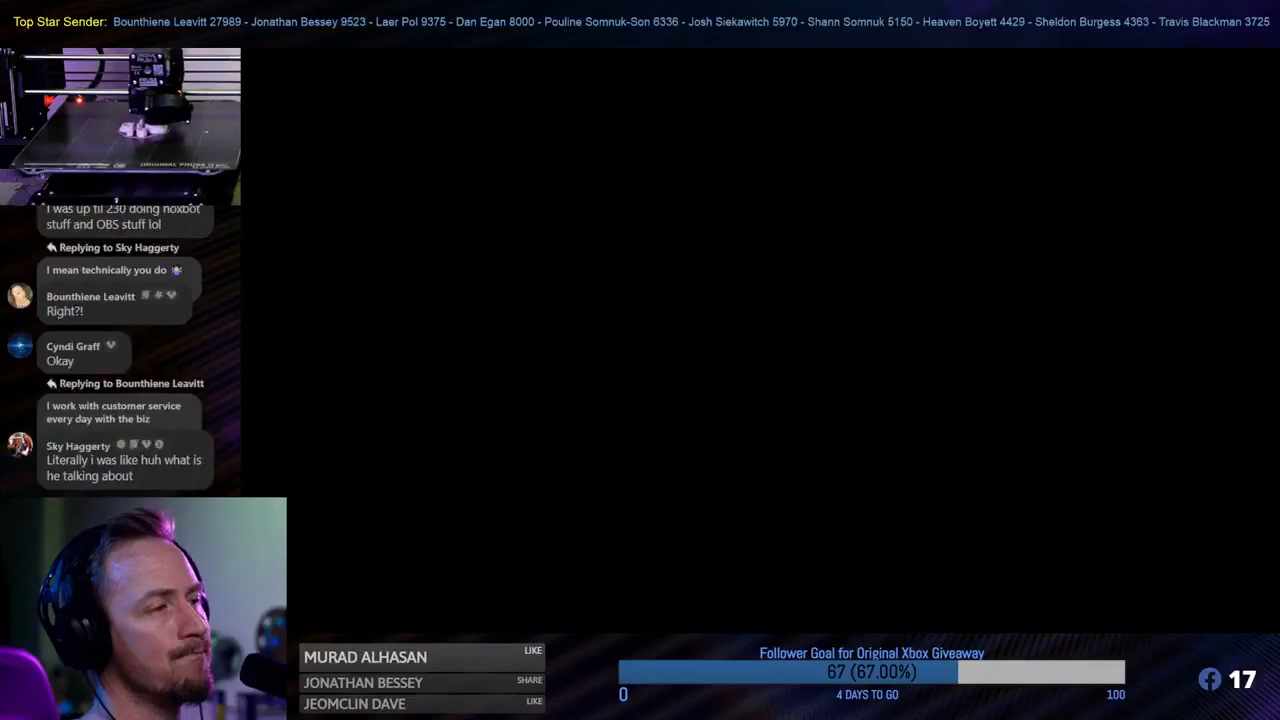 Top Star Sender: Bounthiene Leavitt 27989 - Jonathan Bessey 9523 - Laer Pol 9375 - Dan Egan 8000 - Pouline Somnuk-Son 6336 - Josh Siekawitch 5970 - Shann Somnuk 5150 - Heaven Boyett 4429 - Sheldon Burgess 4363 - Travis Blackman 3725
I was up til 230 doing noxbot
stuff and OBS stuff lol
Replying to Sky Haggerty
I mean technically you do
Bounthiene Leavitt
Right?!
Cyndi Graff
Okay
Replying to Bounthiene Leavitt
I work with customer service
every day with the biz
Sky Haggerty
Literally i was like huh what is
he talking about
MURAD ALHASAN LIKE
JONATHAN BESSEY SHARE
JEOMCLIN DAVE LIKE
Follower Goal for Original Xbox Giveaway
67 (67.00%)
0 4 DAYS TO GO 100
17